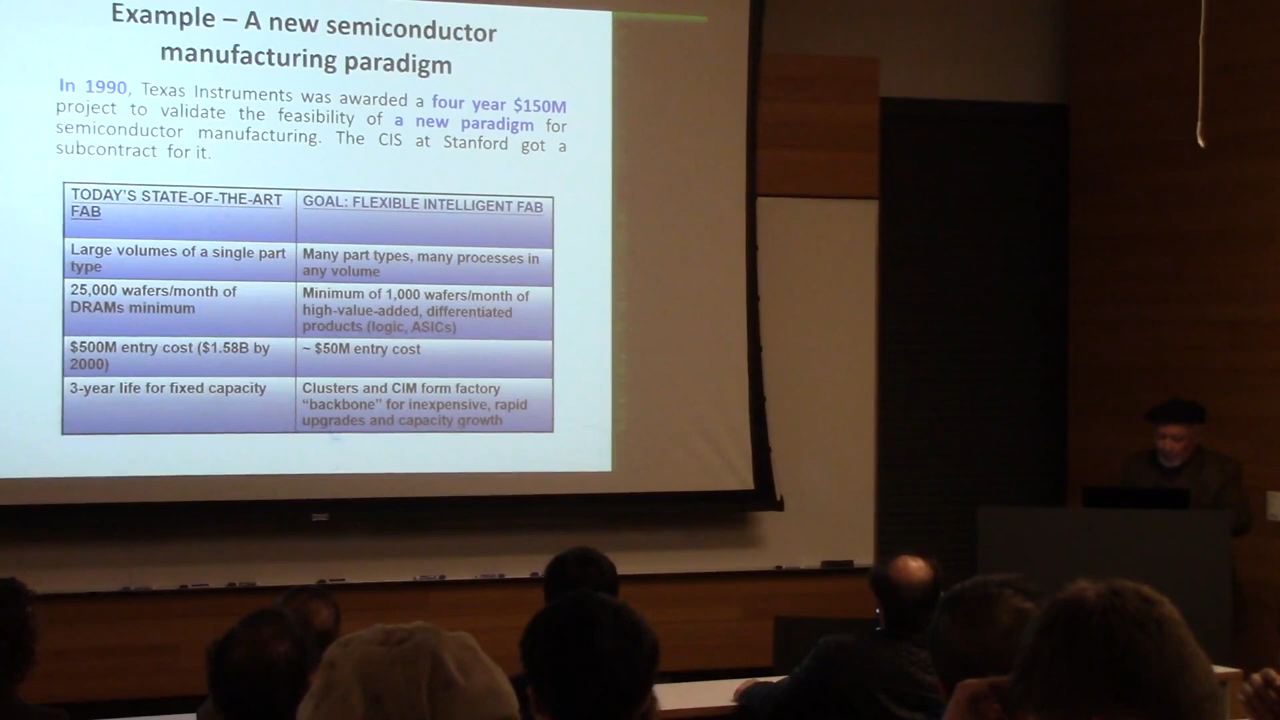 Example – A new semiconductor
manufacturing paradigm
In 1990, Texas Instruments was awarded a four year $150M
project to validate the feasibility of a new paradigm for
semiconductor manufacturing. The CIS at Stanford got a
subcontract for it.
TODAY'S STATE-OF-THE-ART
FAB
GOAL: FLEXIBLE INTELLIGENT FAB
Large volumes of a single part
type
Many part types, many processes in
any volume
25,000 wafers/month of
DRAMs minimum
Minimum of 1,000 wafers/month of
high-value-added, differentiated
products (logic, ASICs)
$500M entry cost ($1.58B by
2000)
~ $50M entry cost
3-year life for fixed capacity
Clusters and CIM form factory
"backbone" for inexpensive, rapid
upgrades and capacity growth